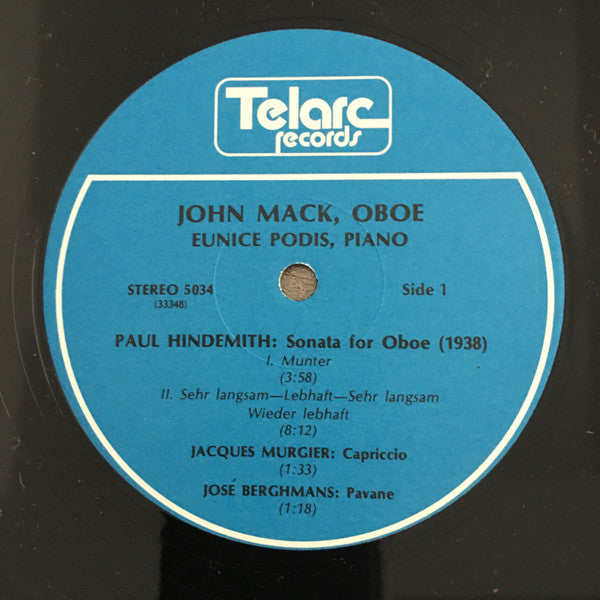 Telarc
records
JOHN MACK, OBOE
EUNICE PODIS, PIANO
STEREO 5034 Side 1
(33348)
PAUL HINDEMITH: Sonata for Oboe (1938)
I. Munter
(3:58)
II. Sehr langsam—Lebhaft—Sehr langsam
Wieder lebhaft
(8:12)
JACQUES MURGIER: Capriccio
(1:33)
JOSÉ BERGHMANS: Pavane
(1:18)